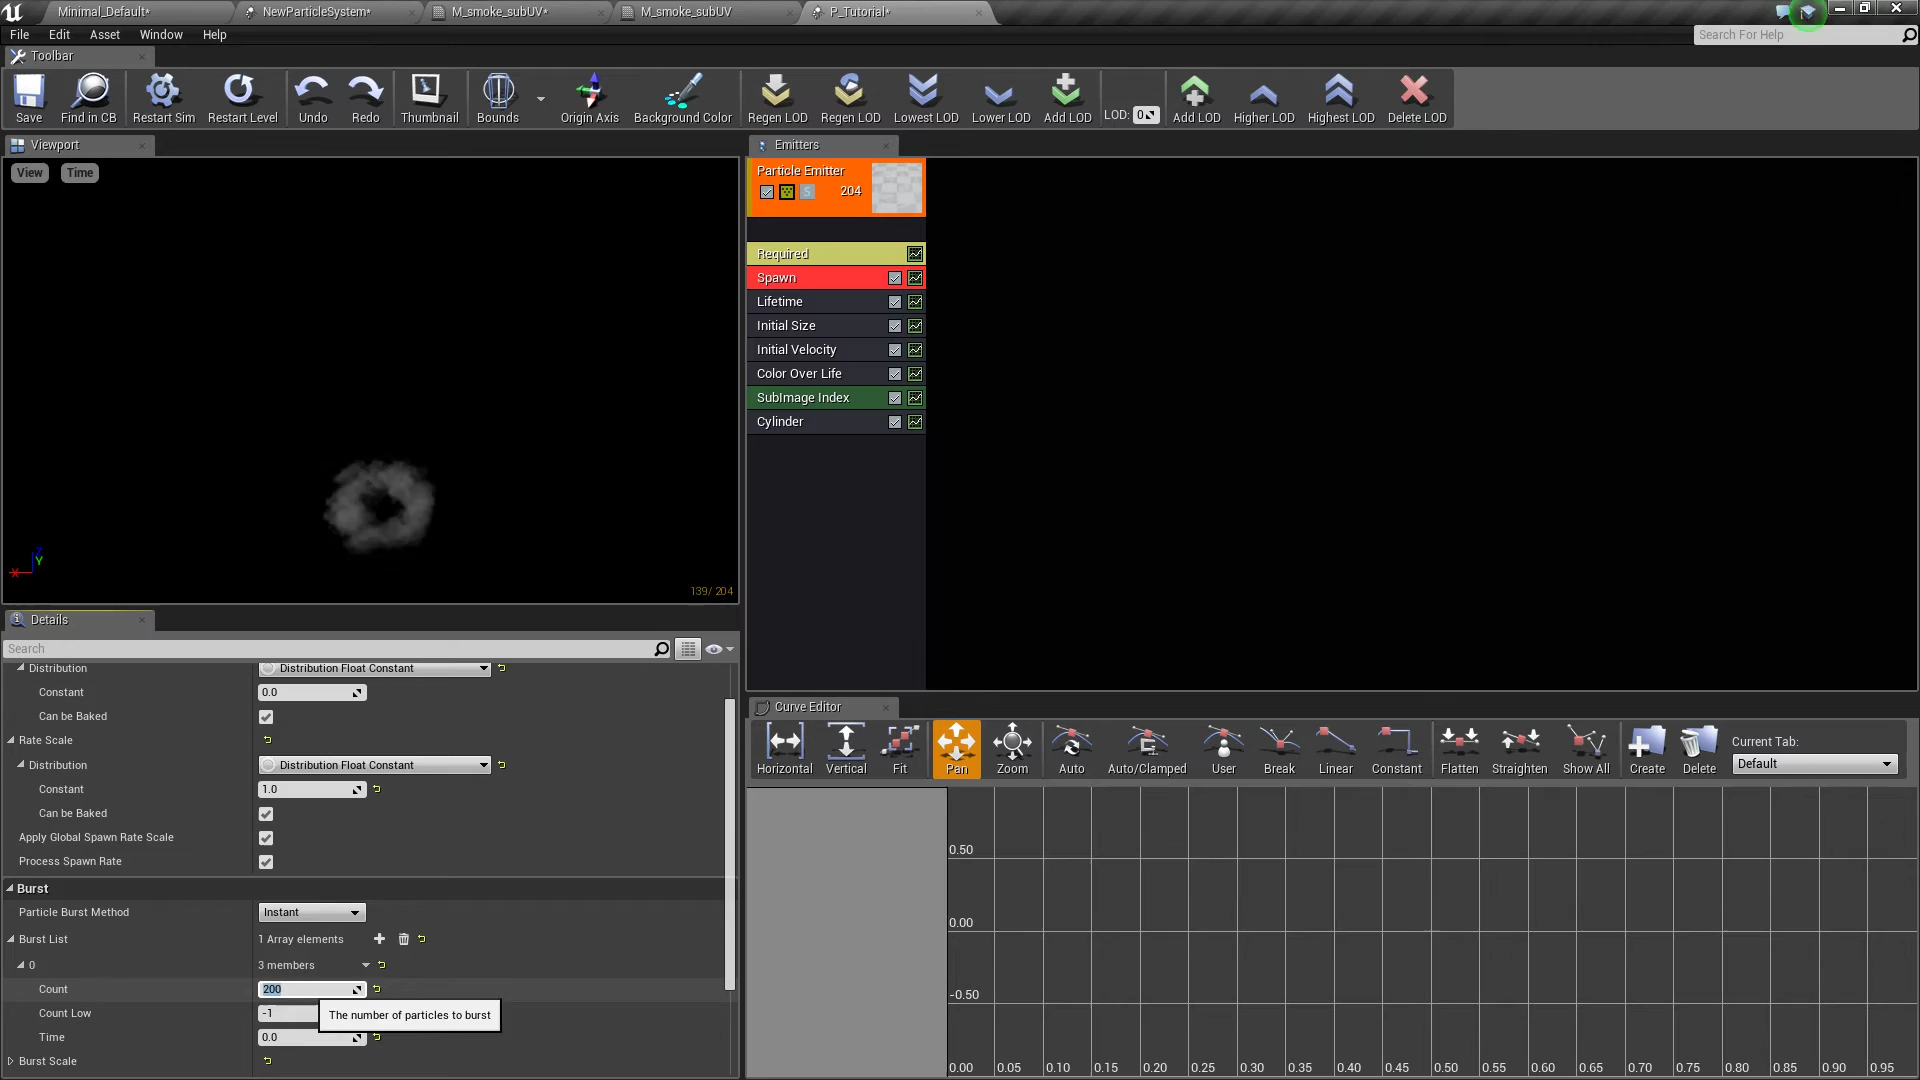 Minimal_Default*
NewParticleSystem*
M_smoke_subUV*
M_smoke_subUV
P_Tutorial*
File Edit Asset Window Help
Search For Help
Toolbar
Save
Find in CB
Restart Sim
Restart Level
Undo
Redo
Thumbnail
Bounds
Origin Axis
Background Color
Regen LOD
Regen LOD
Lowest LOD
Lower LOD
Add LOD
LOD: 0
Add LOD
Higher LOD
Highest LOD
Delete LOD
Viewport
View Time
Z
Y
X
139/ 204
Emitters
Particle Emitter
S 204
Required
Spawn
Lifetime
Initial Size
Initial Velocity
Color Over Life
SubImage Index
Cylinder
Details
Search
Distribution Distribution Float Constant
Constant 0.0
Can be Baked
Rate Scale
Distribution Distribution Float Constant
Constant 1.0
Can be Baked
Apply Global Spawn Rate Scale
Process Spawn Rate
Burst
Particle Burst Method Instant
Burst List 1 Array elements
0 3 members
Count 200
Count Low -1
The number of particles to burst
Time 0.0
Burst Scale
Curve Editor
Horizontal
Vertical
Fit
Pan
Zoom
Auto
Auto/Clamped
User
Break
Linear
Constant
Flatten
Straighten
Show All
Create
Delete
Current Tab:
Default
0.50
0.00
-0.50
0.00 0.05 0.10 0.15 0.20 0.25 0.30 0.35 0.40 0.45 0.50 0.55 0.60 0.65 0.70 0.75 0.80 0.85 0.90 0.95